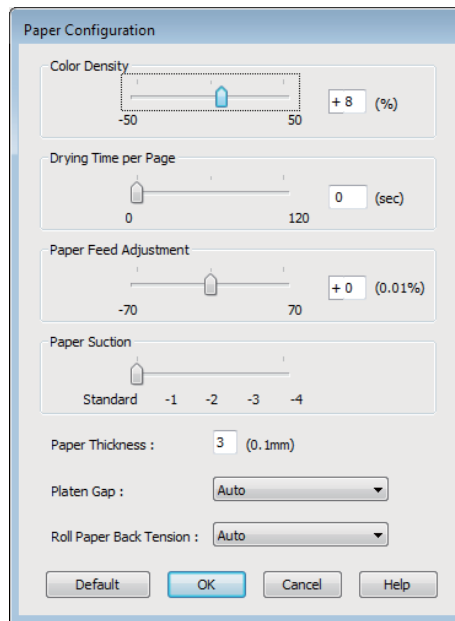 Paper Configuration
Color Density
+ 8 (%)
-50 50
Drying Time per Page
0 (sec)
0 120
Paper Feed Adjustment
+ 0 (0.01%)
-70 70
Paper Suction
Standard -1 -2 -3 -4
Paper Thickness : 3 (0.1mm)
Platen Gap : Auto
Roll Paper Back Tension : Auto
Default OK Cancel Help